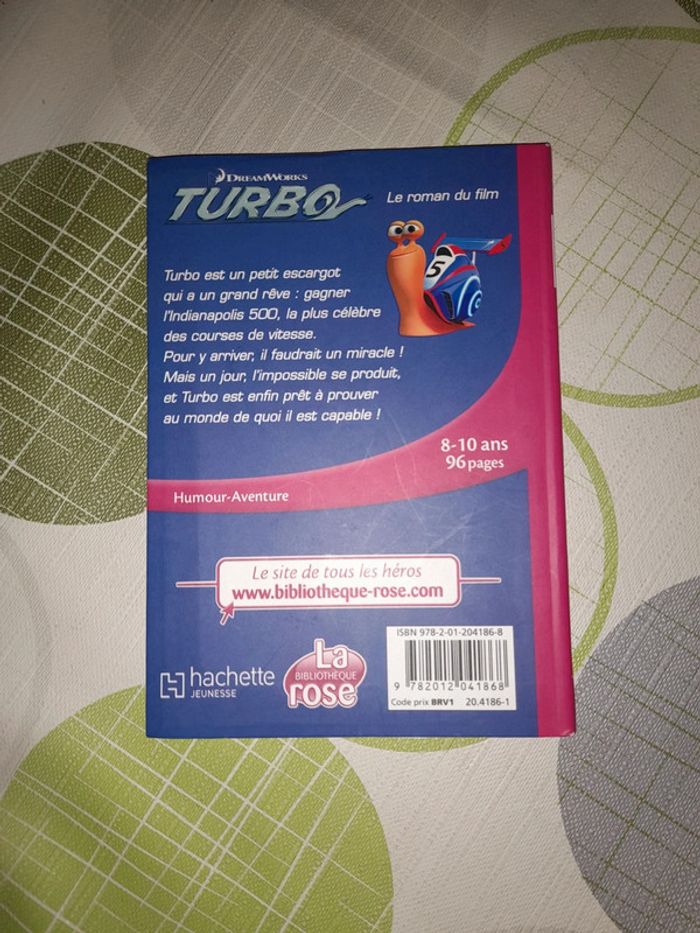 DREAMWORKS
TURBO
Le roman du film
5
Turbo est un petit escargot
qui a un grand rêve : gagner
l'Indianapolis 500, la plus célèbre
des courses de vitesse.
Pour y arriver, il faudrait un miracle !
Mais un jour, l'impossible se produit,
et Turbo est enfin prêt à prouver
au monde de quoi il est capable !
8-10 ans
96 pages
Humour-Aventure
Le site de tous les héros
www.bibliotheque-rose.com
hachette
JEUNESSE
La
BIBLIOTHÈQUE
rose
ISBN 978-2-01-204186-8
9 782012 041868
Code prix BRV1 20.4186-1